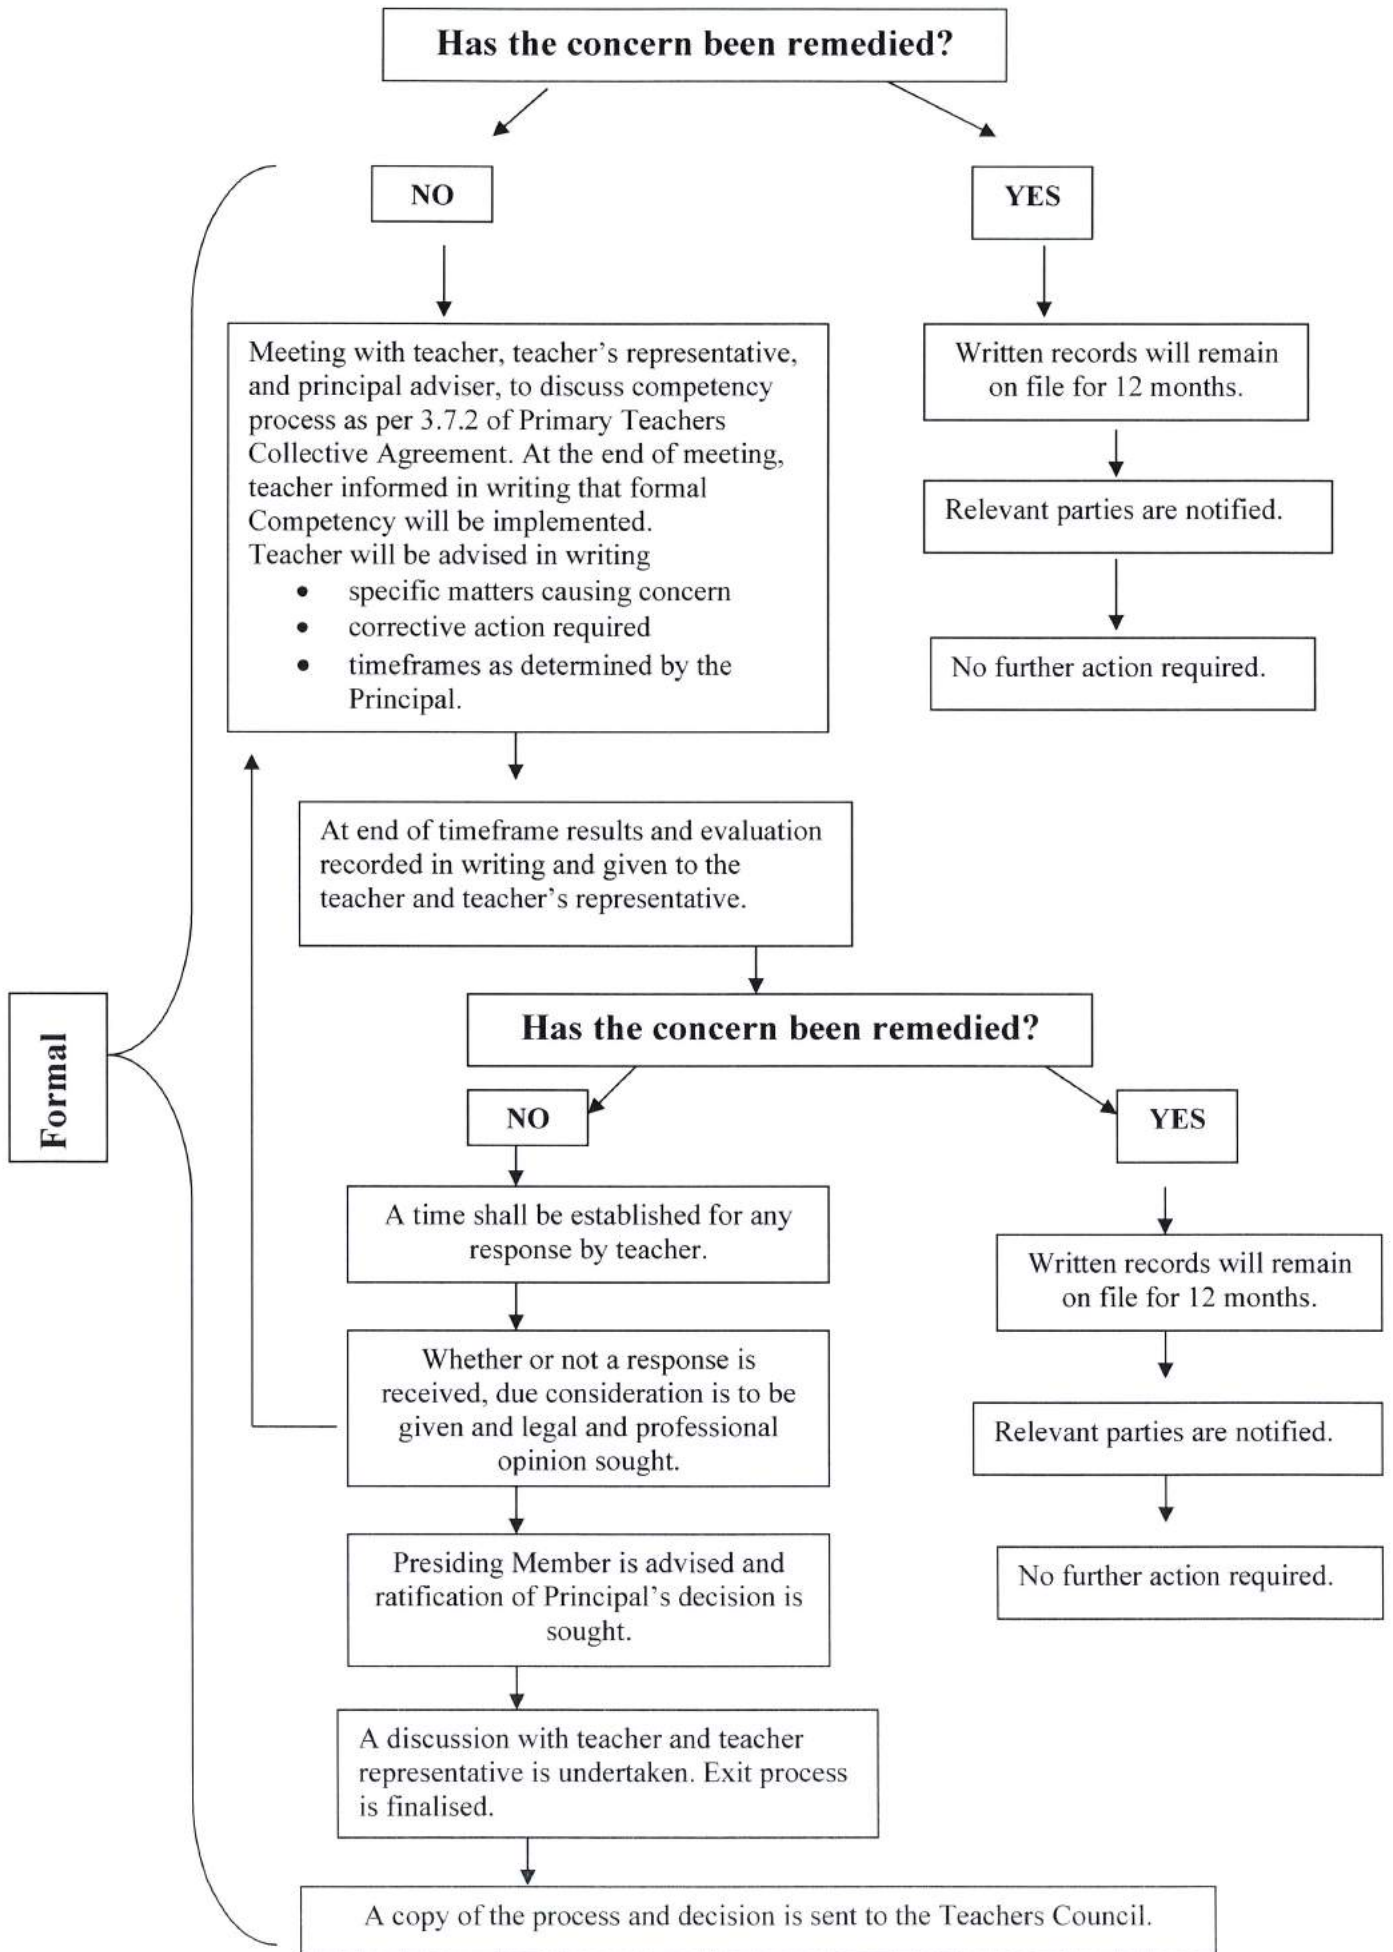 Has the concern been remedied?
NO
YES
Meeting with teacher, teacher's representative,
and principal adviser, to discuss competency
process as per 3.7.2 of Primary Teachers
Collective Agreement. At the end of meeting,
teacher informed in writing that formal
Competency will be implemented.
Teacher will be advised in writing
• specific matters causing concern
• corrective action required
• timeframes as determined by the
Principal.
Written records will remain
on file for 12 months.
Relevant parties are notified.
No further action required.
At end of timeframe results and evaluation
recorded in writing and given to the
teacher and teacher's representative.
Formal
Has the concern been remedied?
NO
YES
A time shall be established for any
response by teacher.
Whether or not a response is
received, due consideration is to be
given and legal and professional
opinion sought.
Presiding Member is advised and
ratification of Principal's decision is
sought.
A discussion with teacher and teacher
representative is undertaken. Exit process
is finalised.
Written records will remain
on file for 12 months.
Relevant parties are notified.
No further action required.
A copy of the process and decision is sent to the Teachers Council.